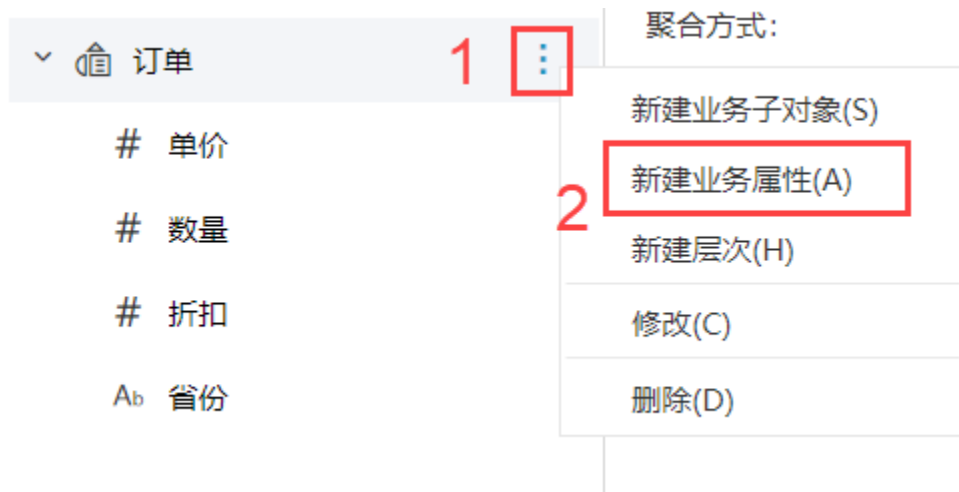 聚合方式:
订单
1
新建业务子对象(S)
# 单价
新建业务属性(A)
2
# 数量
新建层次(H)
# 折扣
修改(C)
Ab 省份
删除(D)